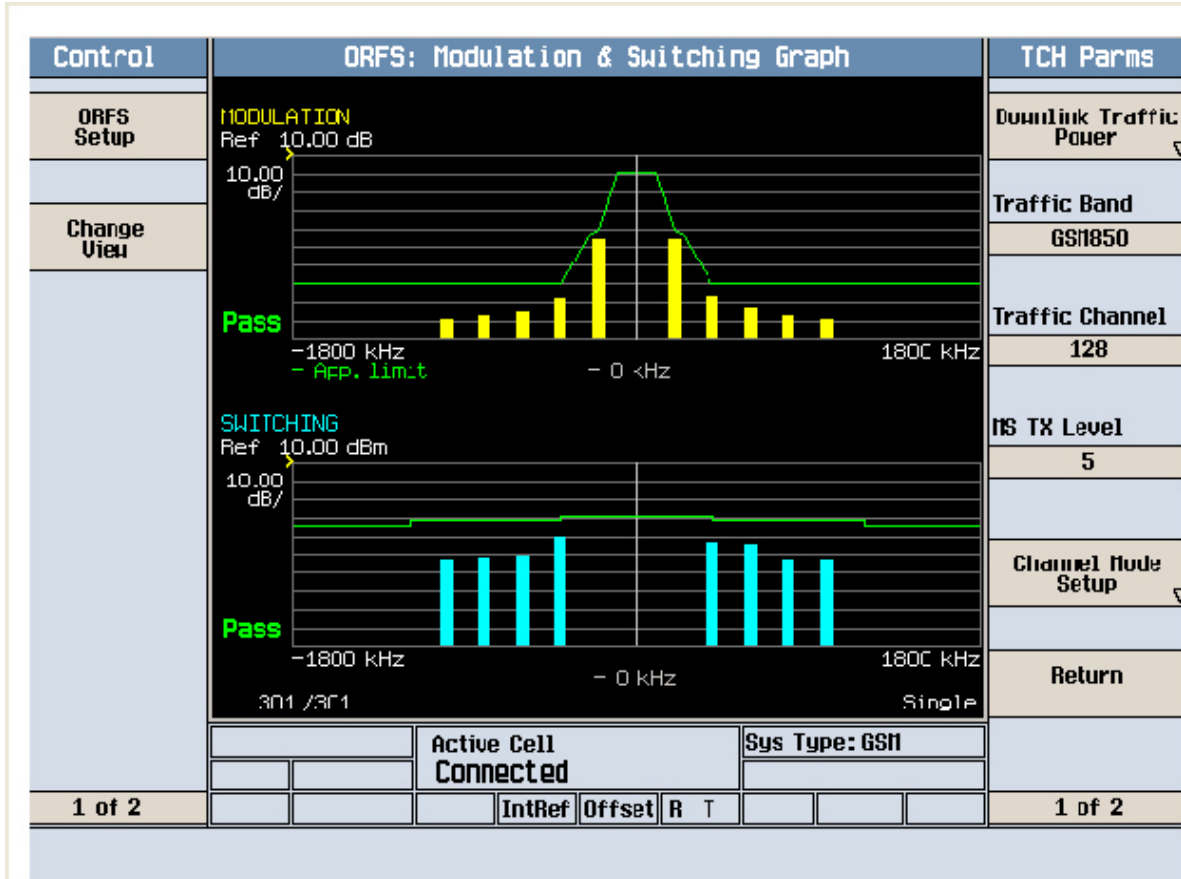 Control
ORFS: Modulation & Switching Graph
TCH Parms
ORFS
Setup
Change
View
1 of 2
MODULATION
Ref 10.00 dB
10.00
dB/
Pass
-1800 kHz
1800 kHz
- App. limit
- 0 kHz
SWITCHING
Ref 10.00 dBm
10.00
dB/
Pass
-1800 kHz
1800 kHz
- 0 kHz
301/301
Single
Active Cell
Connected
Sys Type: GSM
IntRef
Offset
R T
Downlink Traffic
Power
Traffic Band
GSM850
Traffic Channel
128
MS TX Level
5
Channel Mode
Setup
Return
1 of 2